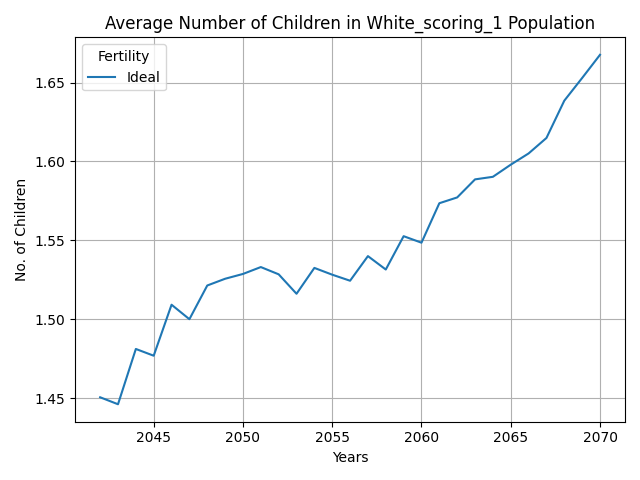 Average Number of Children in White_scoring_1 Population
Fertility
Ideal
No. of Children
1.65
1.60
1.55
1.50
1.45
2045 2050 2055 2060 2065 2070
Years